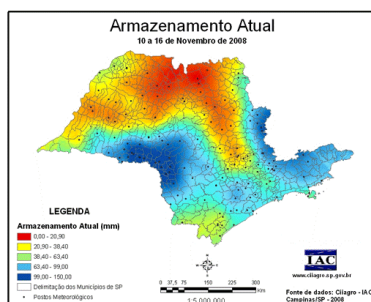 Armazenamento Atual
10 a 16 de Novembro de 2008
LEGENDA
Armazenamento Atual (mm)
0,00 - 20,90
20,90 - 38,40
38,40 - 63,40
63,40 - 99,00
99,00 - 150,00
Delimitação dos Municípios de SP
Postos Meteorológicos
0 37,5 75 150 225 300
Km
1:5.000.000
IAC
www.ciiagro.sp.gov.br
Fonte de dados: Ciiagro - IAC
Campinas/SP - 2008